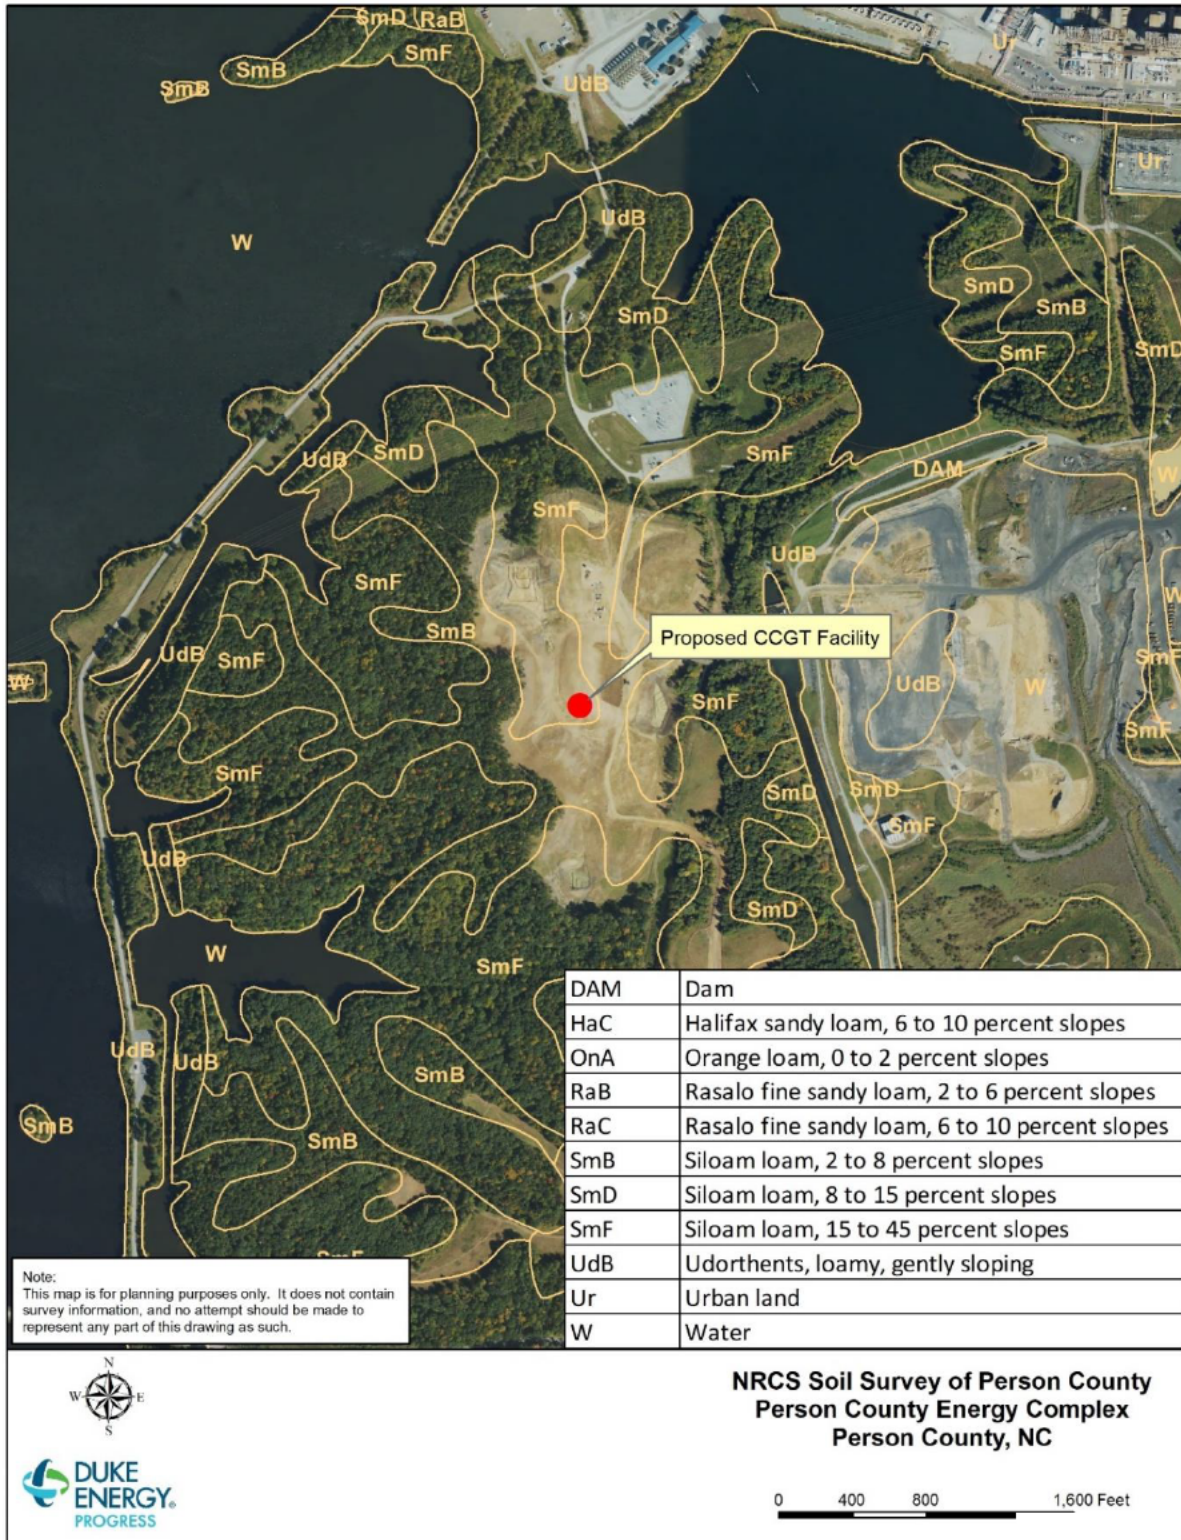 SmD
RaB
SmF
SmB
SmB
UdB
Ur
Ur
W
UdB
SmD
SmD
SmB
SmF
SmD
UdB
SmD
SmF
DAM
W
SmF
UdB
SmF
SmB
Proposed CCGT Facility
W
SmF
UdB
SmF
W
SmF
UdB
W
SmF
SmF
SmD
SmD
SmF
UdB
SmD
W
SmF
UdB
UdB
SmB
SmB
SmB
SmF
DAM Dam
HaC Halifax sandy loam, 6 to 10 percent slopes
OnA Orange loam, 0 to 2 percent slopes
RaB Rasalo fine sandy loam, 2 to 6 percent slopes
RaC Rasalo fine sandy loam, 6 to 10 percent slopes
SmB Siloam loam, 2 to 8 percent slopes
SmD Siloam loam, 8 to 15 percent slopes
SmF Siloam loam, 15 to 45 percent slopes
UdB Udorthents, loamy, gently sloping
Ur Urban land
W Water
Note:
This map is for planning purposes only. It does not contain
survey information, and no attempt should be made to
represent any part of this drawing as such.
N
W E
S
DUKE
ENERGY®
PROGRESS
NRCS Soil Survey of Person County
Person County Energy Complex
Person County, NC
0 400 800 1,600 Feet